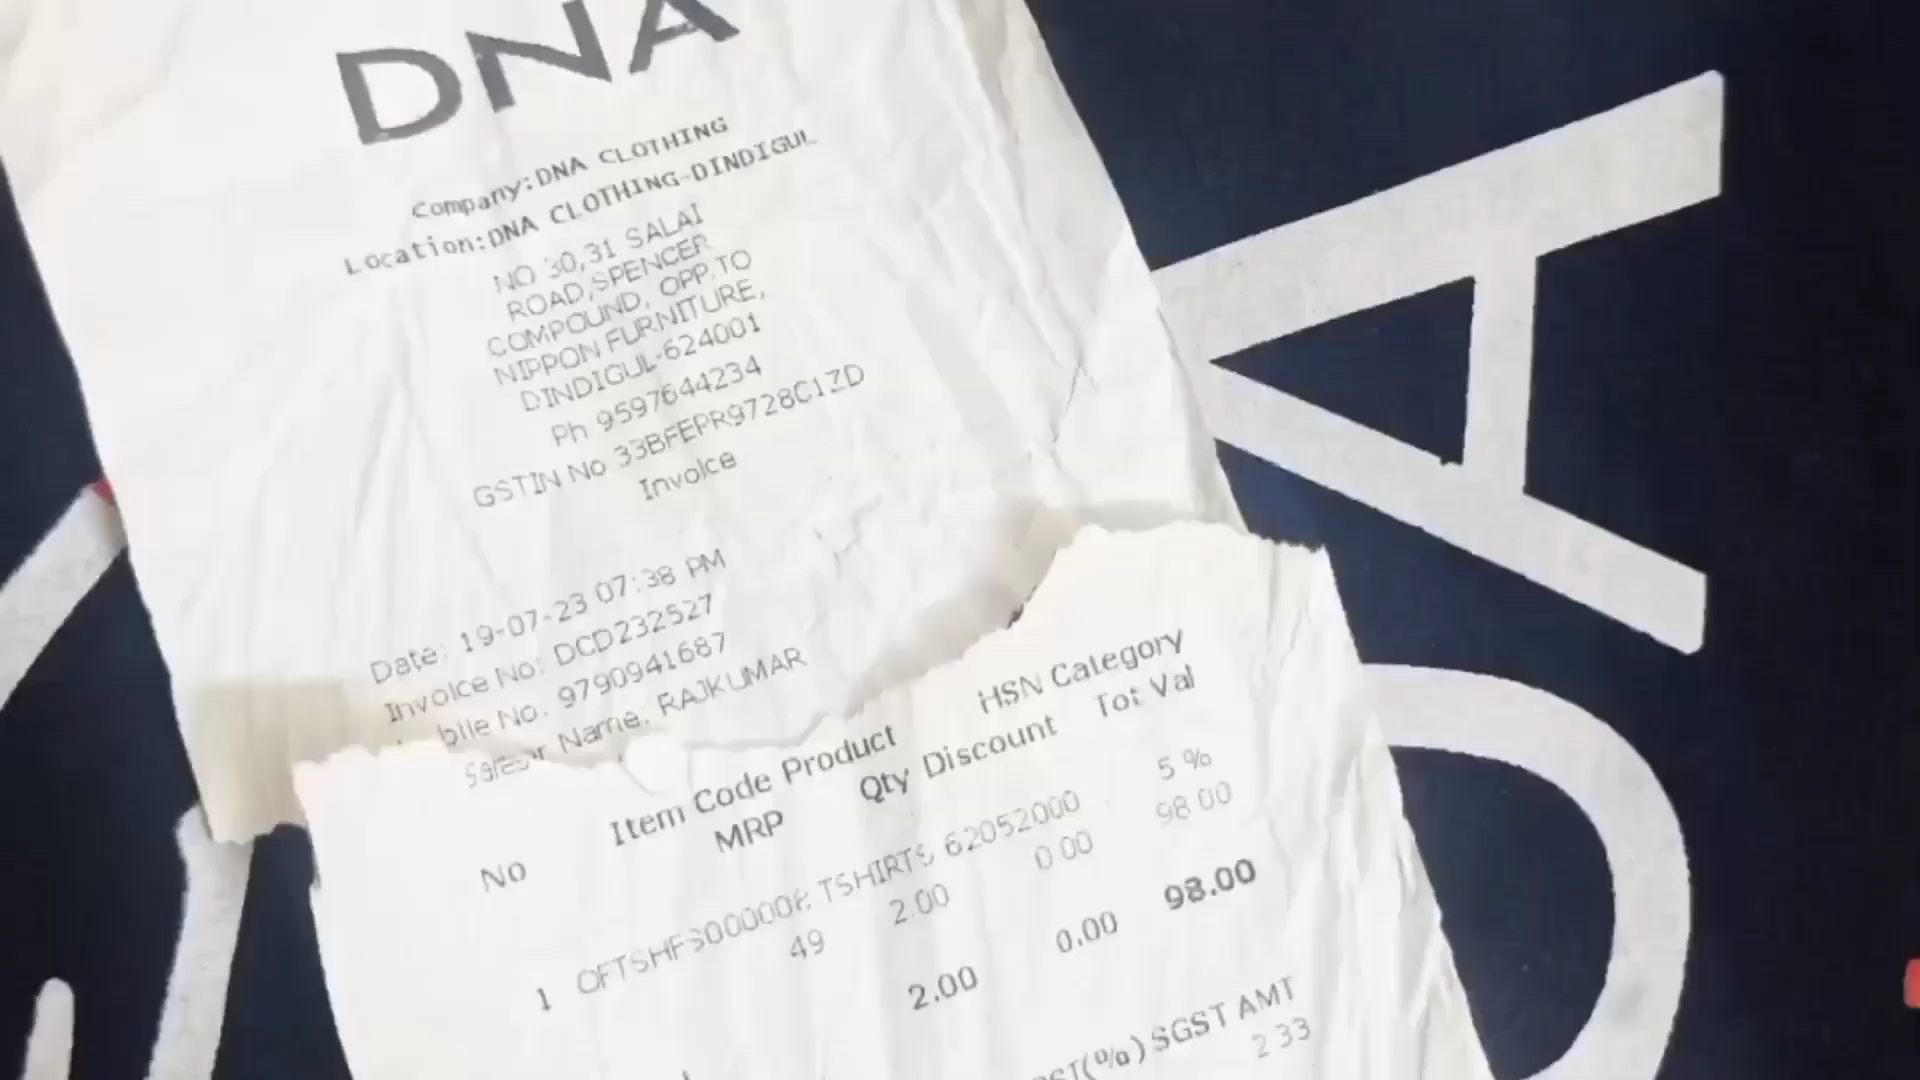 DNA
Company:DNA CLOTHING
Location:DNA CLOTHING-DINDIGUL
NO 30,31 SALAI
ROAD,SPENCER
COMPOUND, OPP.TO
NIPPON FURNITURE,
DINDIGUL-624001
Ph 9597644234
GSTIN No 33BFEPR9728C1ZD
Invoice
Date: 19-07-23 07:38 PM
Invoice No: DCD232527
bile No. 9790941687
Name. RAJKUMAR
HSN Category
Item Code Product
Tot Val
Qty Discount
MRP
No
5 %
TSHIRTS 62052000
98.00
0.00
2.00
49
1
98.00
0.00
2.00
ST(%) SGST AMT
2.33